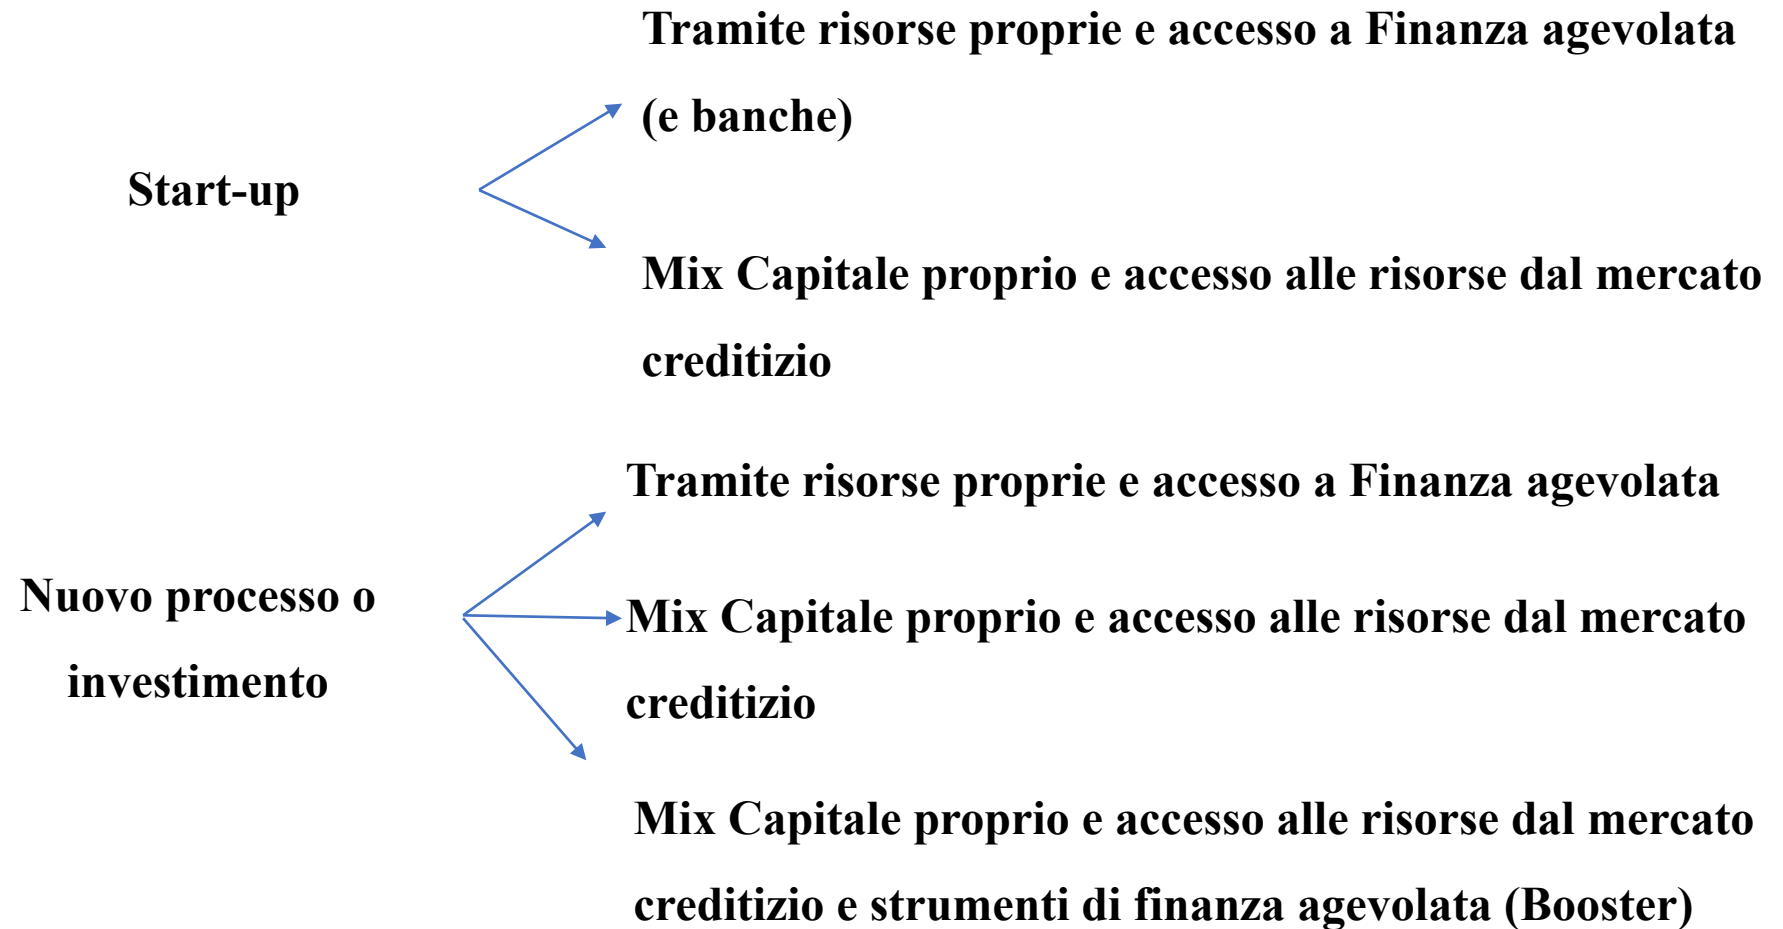 Tramite risorse proprie e accesso a Finanza agevolata
(e banche)
Start-up
Mix Capitale proprio e accesso alle risorse dal mercato
creditizio
Tramite risorse proprie e accesso a Finanza agevolata
Nuovo processo o
investimento
Mix Capitale proprio e accesso alle risorse dal mercato
creditizio
Mix Capitale proprio e accesso alle risorse dal mercato
creditizio e strumenti di finanza agevolata (Booster)